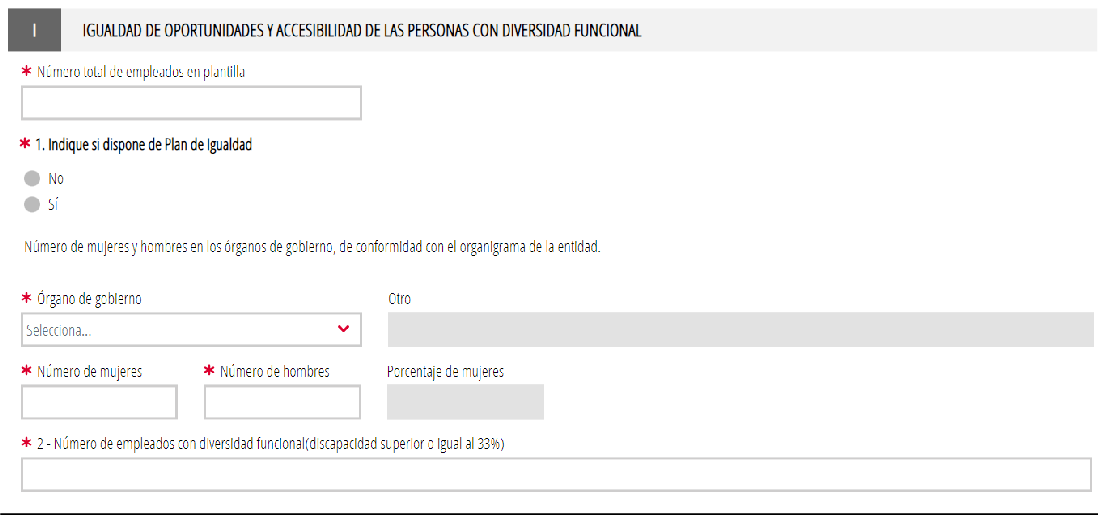 I IGUALDAD DE OPORTUNIDADES Y ACCESIBILIDAD DE LAS PERSONAS CON DIVERSIDAD FUNCIONAL
* Número total de empleados en plantilla
* 1. Indique si dispone de Plan de Igualdad
No
Sí
Número de mujeres y hombres en los órganos de gobierno, de conformidad con el organigrama de la entidad.
* Órgano de gobierno Otro
Selecciona...
* Número de mujeres * Número de hombres Porcentaje de mujeres
* 2 - Número de empleados con diversidad funcional(discapacidad superior o igual al 33%)